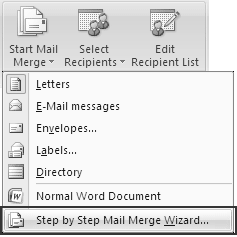 Start Mail Select Edit
Merge Recipients Recipient List
Letters
E-Mail messages
Envelopes...
Labels...
Directory
Normal Word Document
Step by Step Mail Merge Wizard...